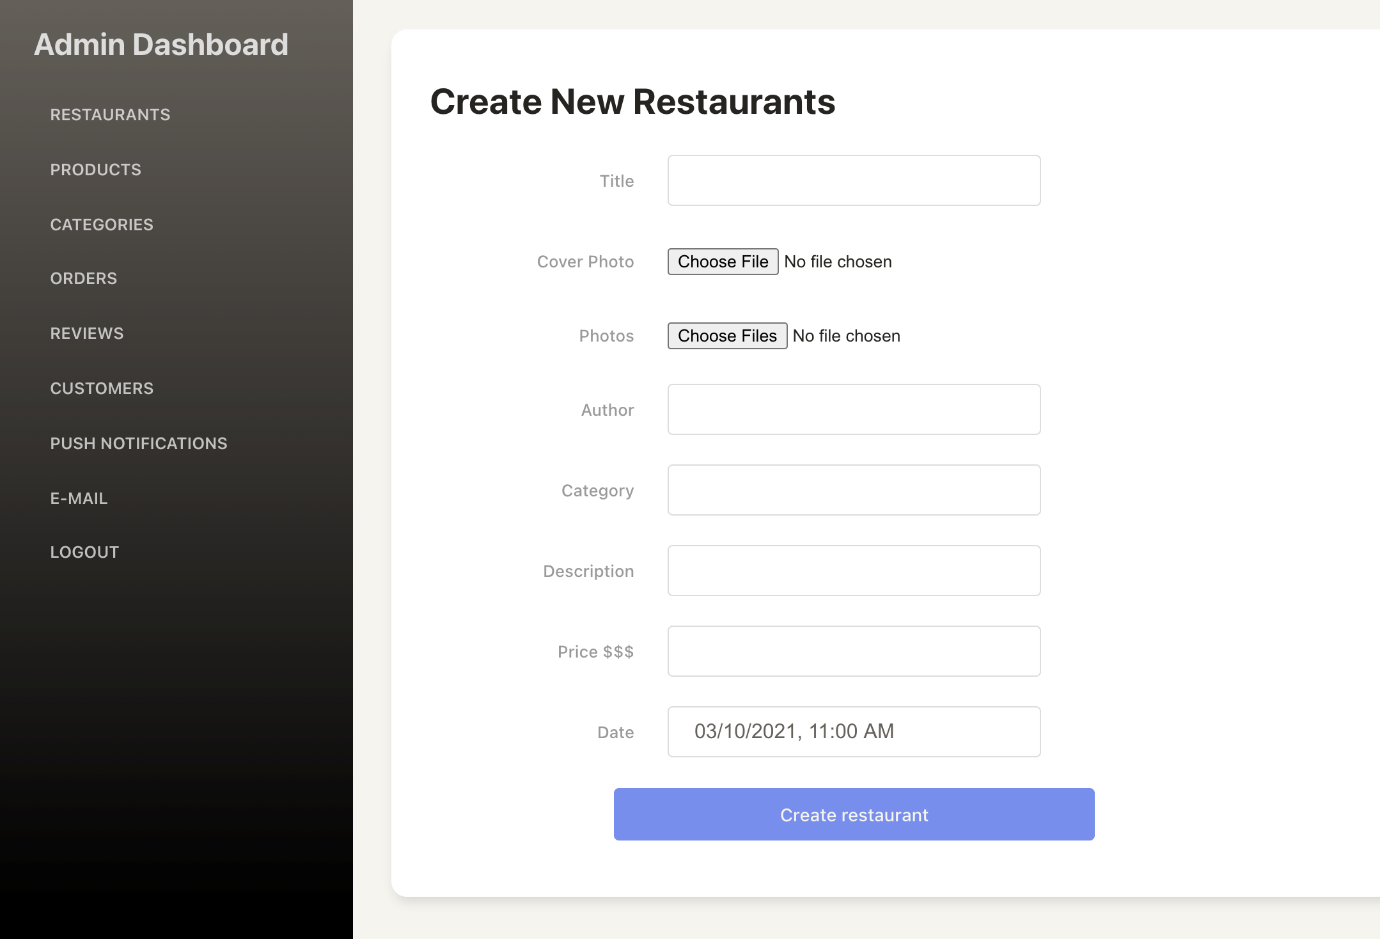 Admin Dashboard
RESTAURANTS
PRODUCTS
CATEGORIES
ORDERS
REVIEWS
CUSTOMERS
PUSH NOTIFICATIONS
E-MAIL
LOGOUT
Create New Restaurants
Title
Cover Photo Choose File No file chosen
Photos Choose Files No file chosen
Author
Category
Description
Price $$$
Date 03/10/2021, 11:00 AM
Create restaurant